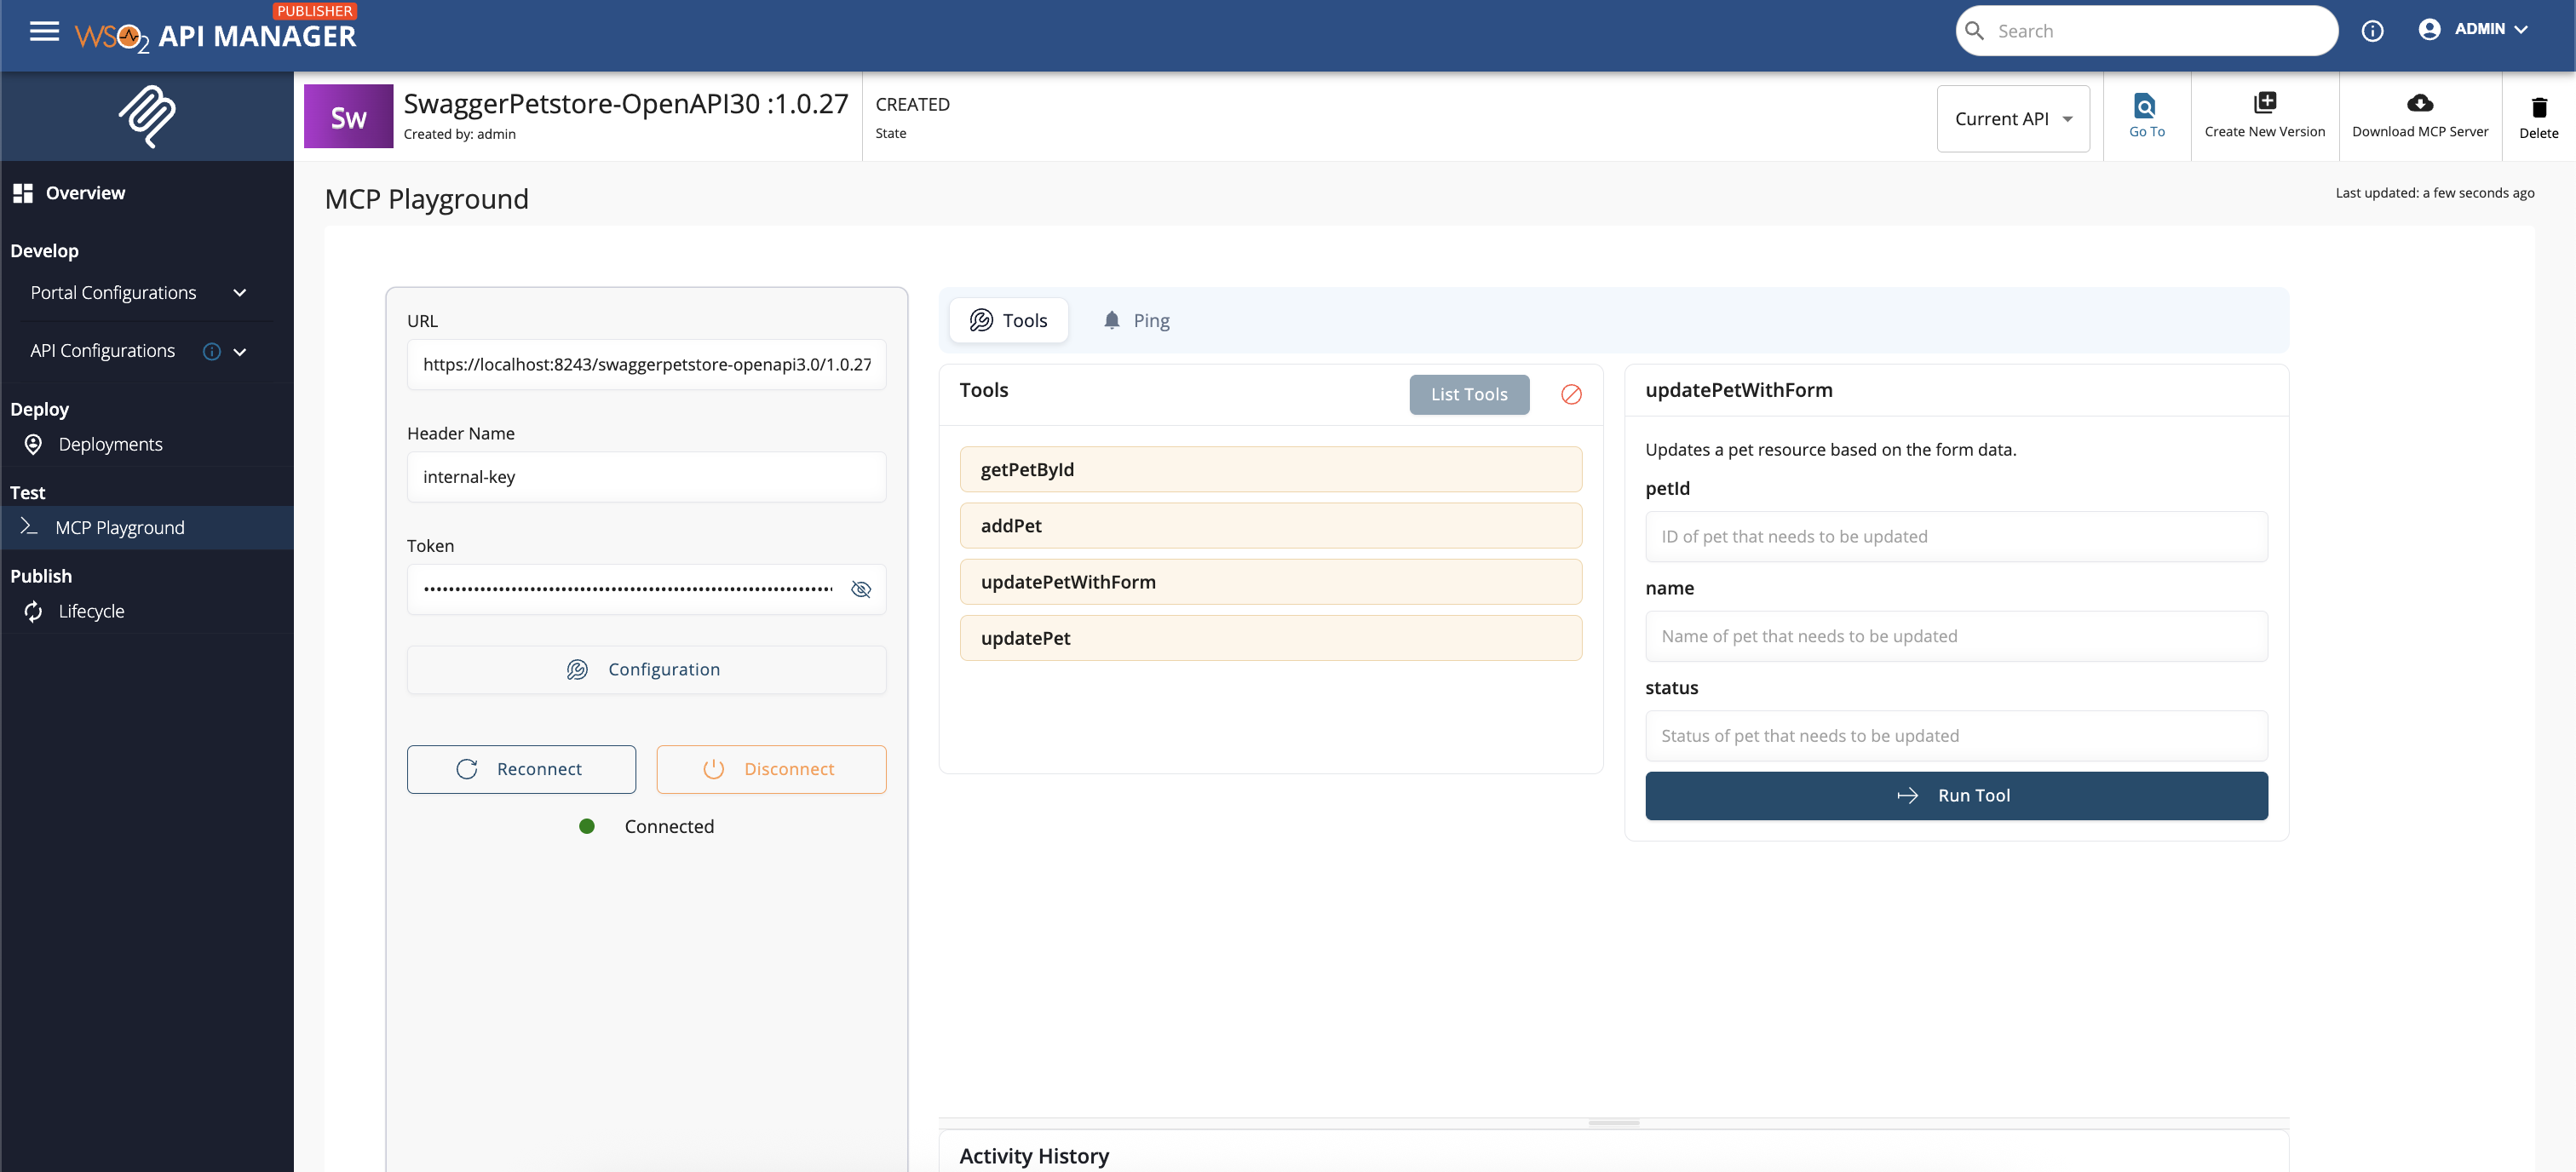 PUBLISHER
WSO2 API MANAGER
Search
ADMIN
Sw
SwaggerPetstore-OpenAPI30 :1.0.27
Created by: admin
CREATED
State
Current API
Go To
Create New Version
Download MCP Server
Delete
Overview
Develop
Portal Configurations
API Configurations
Deploy
Deployments
Test
MCP Playground
Publish
Lifecycle
MCP Playground
Last updated: a few seconds ago
URL
https://localhost:8243/swaggerpetstore-openapi3.0/1.0.27
Header Name
internal-key
Token
Configuration
Reconnect
Disconnect
Connected
Tools
Ping
Tools
List Tools
getPetById
addPet
updatePetWithForm
updatePet
updatePetWithForm
Updates a pet resource based on the form data.
petId
ID of pet that needs to be updated
name
Name of pet that needs to be updated
status
Status of pet that needs to be updated
Run Tool
Activity History